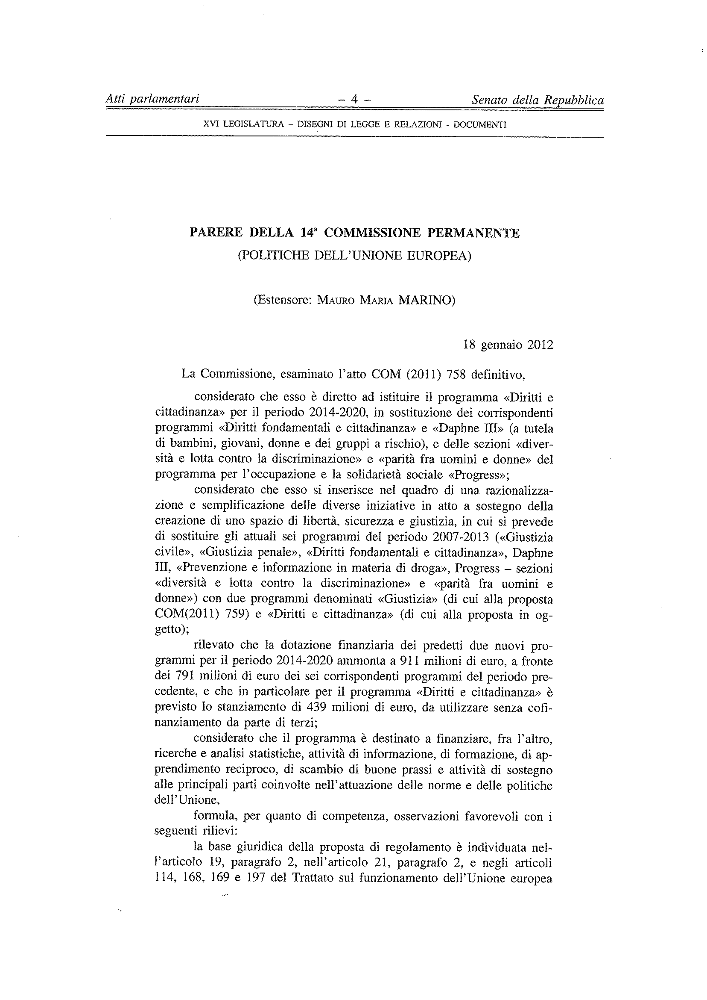 Atti parlamentari – 4 – Senato della Repubblica
XVI LEGISLATURA – DISEGNI DI LEGGE E RELAZIONI - DOCUMENTI
PARERE DELLA 14ª COMMISSIONE PERMANENTE
(POLITICHE DELL'UNIONE EUROPEA)
(Estensore: MAURO MARIA MARINO)
18 gennaio 2012
La Commissione, esaminato l'atto COM (2011) 758 definitivo,
considerato che esso è diretto ad istituire il programma «Diritti e
cittadinanza» per il periodo 2014-2020, in sostituzione dei corrispondenti
programmi «Diritti fondamentali e cittadinanza» e «Daphne III» (a tutela
di bambini, giovani, donne e dei gruppi a rischio), e delle sezioni «diver-
sità e lotta contro la discriminazione» e «parità fra uomini e donne» del
programma per l'occupazione e la solidarietà sociale «Progress»;
considerato che esso si inserisce nel quadro di una razionalizza-
zione e semplificazione delle diverse iniziative in atto a sostegno della
creazione di uno spazio di libertà, sicurezza e giustizia, in cui si prevede
di sostituire gli attuali sei programmi del periodo 2007-2013 («Giustizia
civile», «Giustizia penale», «Diritti fondamentali e cittadinanza», Daphne
III, «Prevenzione e informazione in materia di droga», Progress – sezioni
«diversità e lotta contro la discriminazione» e «parità fra uomini e
donne») con due programmi denominati «Giustizia» (di cui alla proposta
COM(2011) 759) e «Diritti e cittadinanza» (di cui alla proposta in og-
getto);
rilevato che la dotazione finanziaria dei predetti due nuovi pro-
grammi per il periodo 2014-2020 ammonta a 911 milioni di euro, a fronte
dei 791 milioni di euro dei sei corrispondenti programmi del periodo pre-
cedente, e che in particolare per il programma «Diritti e cittadinanza» è
previsto lo stanziamento di 439 milioni di euro, da utilizzare senza cofi-
nanziamento da parte di terzi;
considerato che il programma è destinato a finanziare, fra l'altro,
ricerche e analisi statistiche, attività di informazione, di formazione, di ap-
prendimento reciproco, di scambio di buone prassi e attività di sostegno
alle principali parti coinvolte nell'attuazione delle norme e delle politiche
dell'Unione,
formula, per quanto di competenza, osservazioni favorevoli con i
seguenti rilievi:
la base giuridica della proposta di regolamento è individuata nel-
l'articolo 19, paragrafo 2, nell'articolo 21, paragrafo 2, e negli articoli
114, 168, 169 e 197 del Trattato sul funzionamento dell'Unione europea